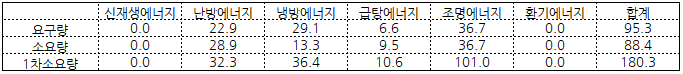 신재생에너지 난방에너지 냉방에너지 급탕에너지 조명에너지 환기에너지 합계
요구량 0.0 22.9 29.1 6.6 36.7 0.0 95.3
소요량 0.0 28.9 13.3 9.5 36.7 0.0 88.4
1차소요량 0.0 32.3 36.4 10.6 101.0 0.0 180.3